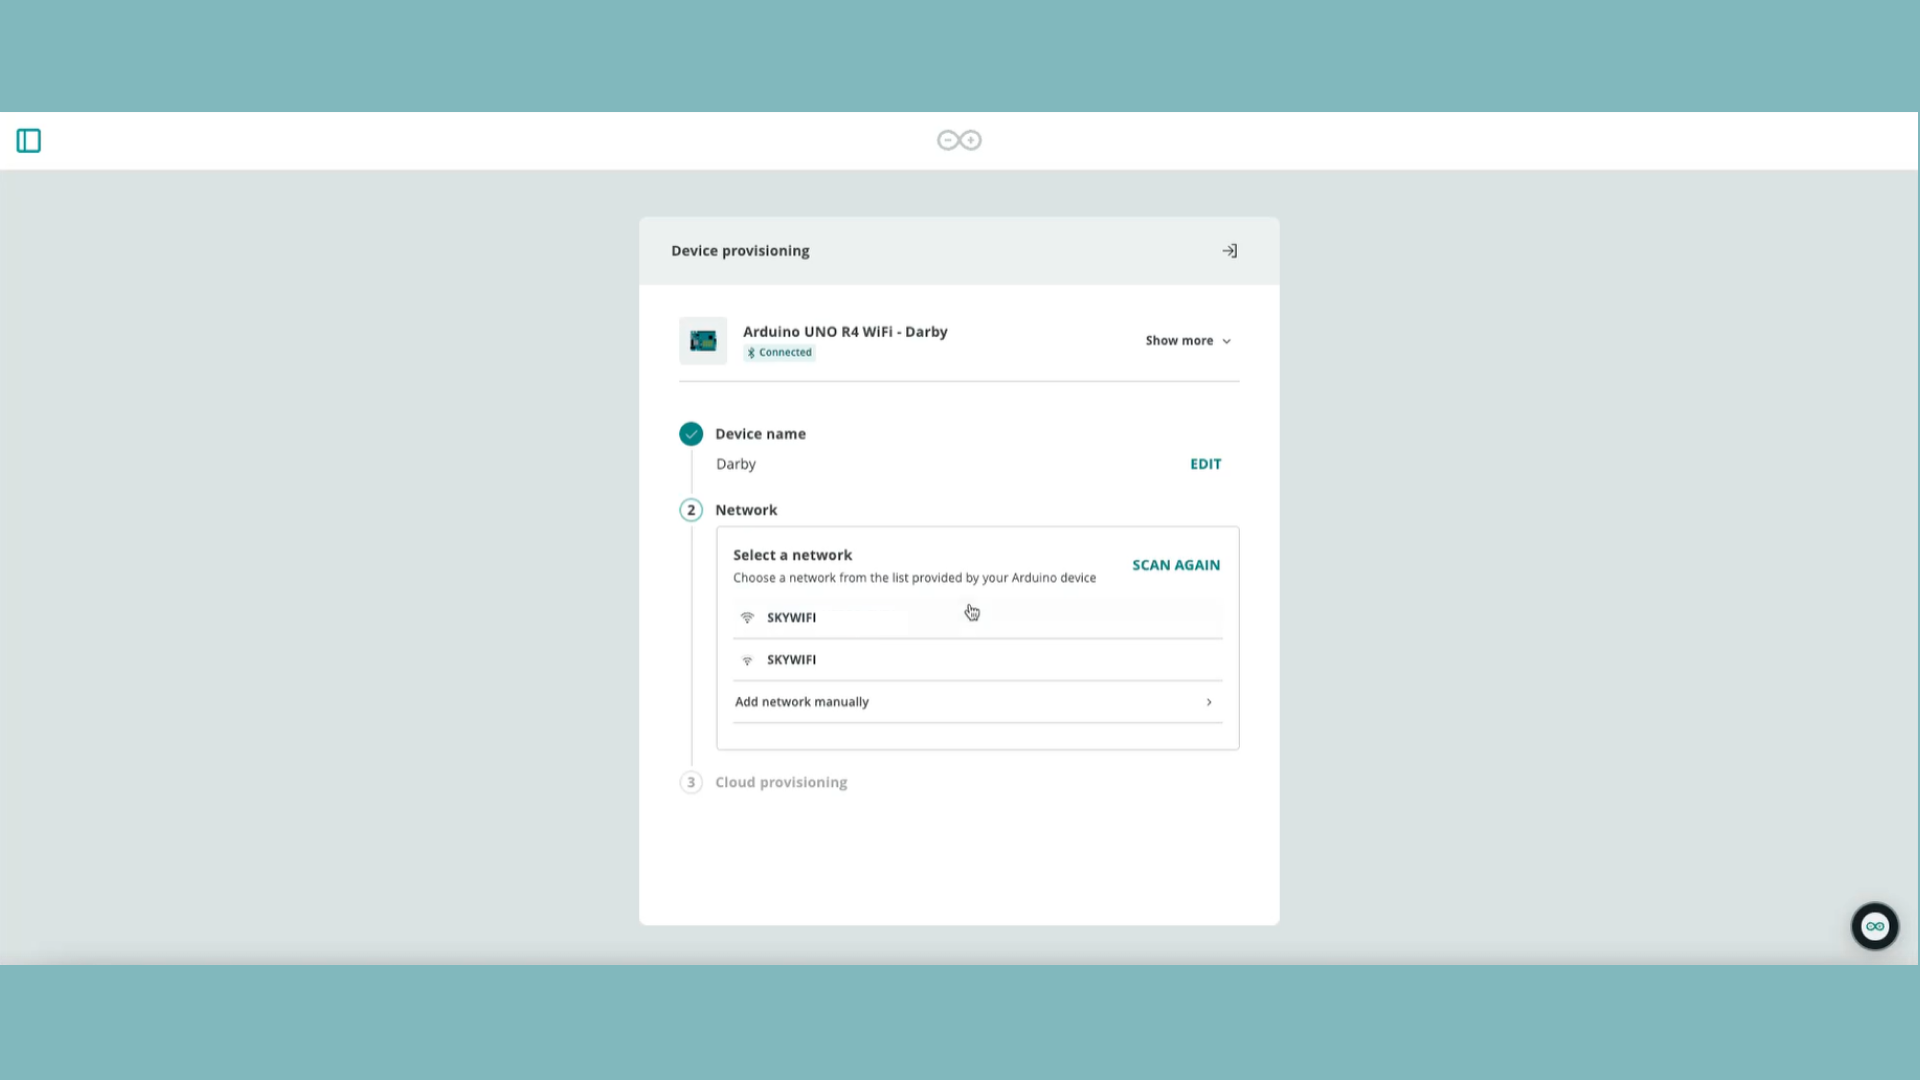 Device provisioning
Arduino UNO R4 WiFi - Darby
Show more
Connected
Device name
Darby
EDIT
2
Network
Select a network
SCAN AGAIN
Choose a network from the list provided by your Arduino device
SKYWIFI
SKYWIFI
Add network manually
3
Cloud provisioning